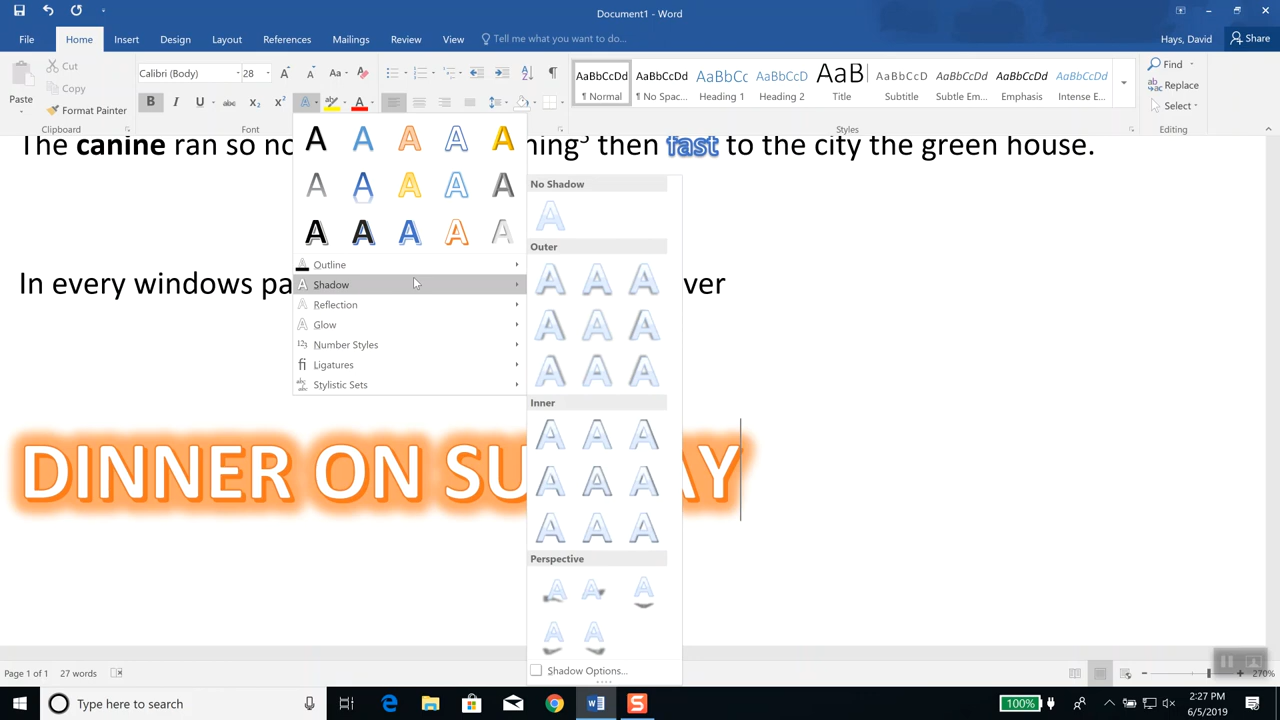 Document1 - Word
File Home Insert Design Layout References Mailings Review View Tell me what you want to do... Hays, David Share
Cut
Copy
Paste
Format Painter
Clipboard
Calibri (Body) 28
Font
AaBbCcDd AaBbCcDd AaBbCc AaBbCcD AaB AaBbCcD AaBbCcDd AaBbCcDd AaBbCcDd
¶ Normal ¶ No Spac... Heading 1 Heading 2 Title Subtitle Subtle Em... Emphasis Intense E...
Styles
Find
Replace
Select
Editing
The canine ran so no hing⁵ then fast to the city the green house.
In every windows pa ver
DINNER ON SU AY
Outline
Shadow
Reflection
Glow
Number Styles
Ligatures
Stylistic Sets
No Shadow
Outer
Inner
Perspective
Shadow Options...
Page 1 of 1 27 words 270%
Type here to search
100%
2:27 PM
6/5/2019